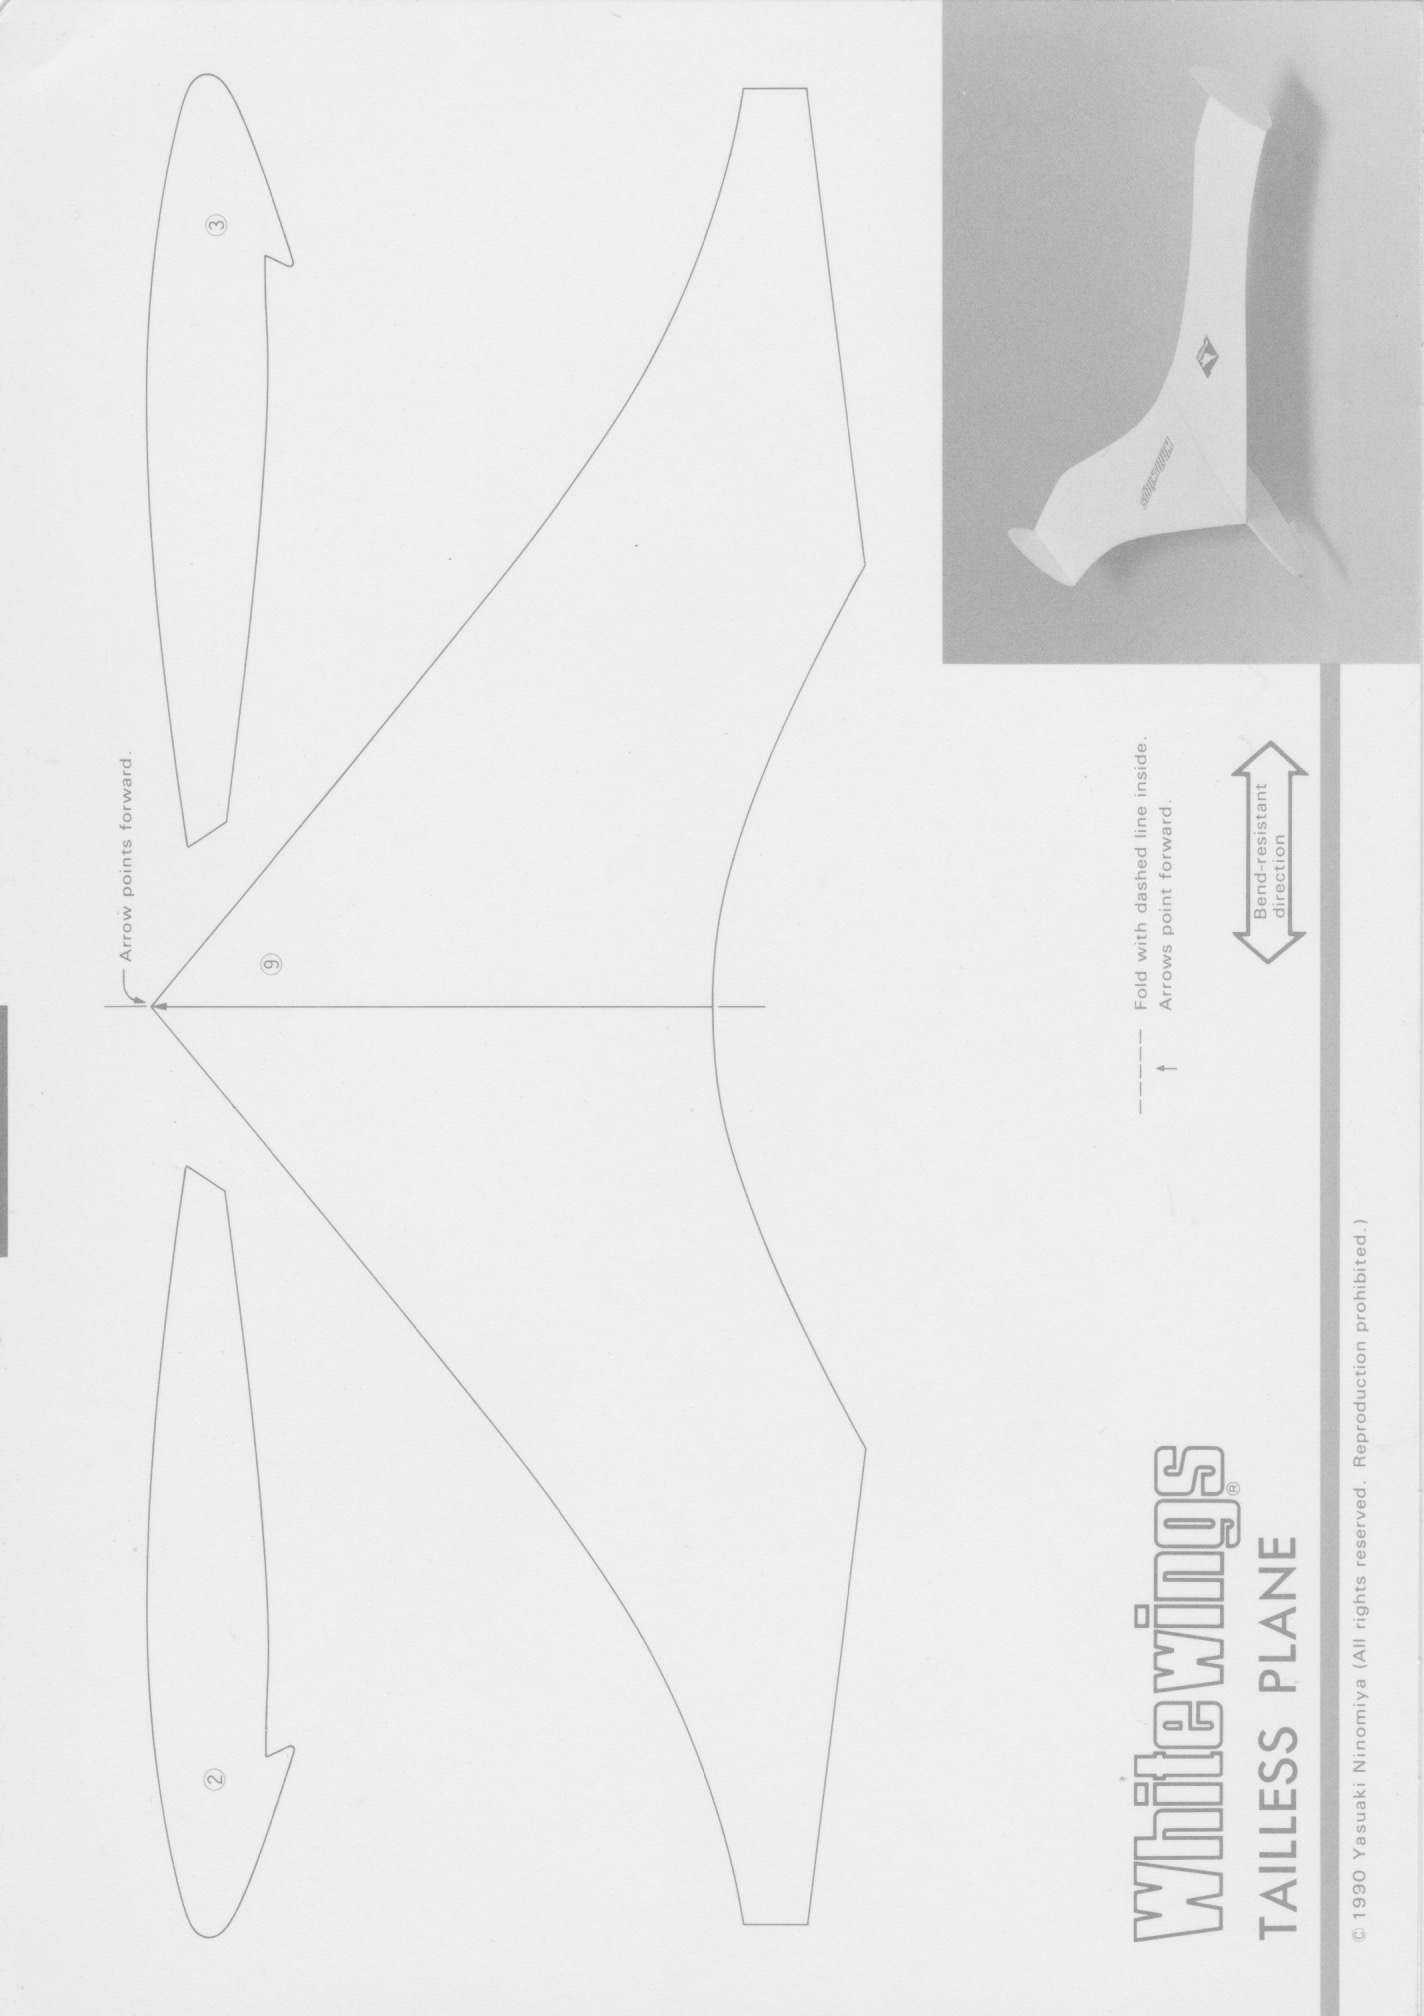 Whitewings®
TAILLESS PLANE
© 1990 Yasuaki Ninomiya (All rights reserved. Reproduction prohibited.)
Fold with dashed line inside.
Arrows point forward.
Bend-resistant
direction
Arrow points forward.
②
③
⑨
Whitewings